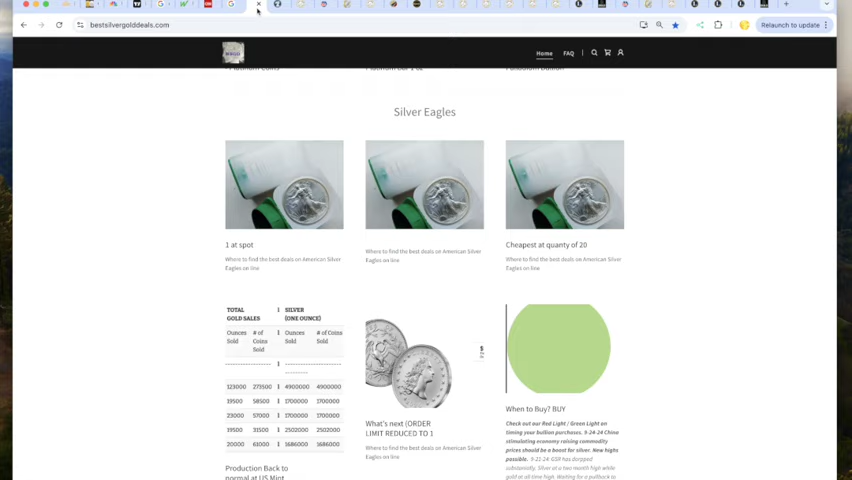 bestsilvergolddeals.com
Relaunch to update
Home
FAQ
Silver Eagles
1 at spot
Where to find the best deals on American Silver
Eagles on line
Where to find the best deals on American Silver
Eagles on line
Cheapest at quanty of 20
Where to find the best deals on American Silver
Eagles on line
TOTAL
GOLD SALES
SILVER
(ONE OUNCE)
Ounces
Sold
# of
Coins
Sold
Ounces
Sold
# of Coins
Sold
123000 273500 4900000 4900000
19500 58500 1700000 1700000
23000 57000 1700000 1700000
19500 31500 2502000 2502000
20000 61000 1686000 1686000
Production Back to
normal at US Mint
What's next (ORDER
LIMIT REDUCED TO 1
Where to find the best deals on American Silver
Eagles on line
When to Buy? BUY
Check out our Red Light / Green Light on
timing your bullion purchases. 9-24-24 China
stimulating economy raising commodity
prices should be a boost for silver. New highs
possible. 9-21-24: GSR has dorpped
substantially. Silver at a two month high while
gold at all-time high. Waiting for a pullback to